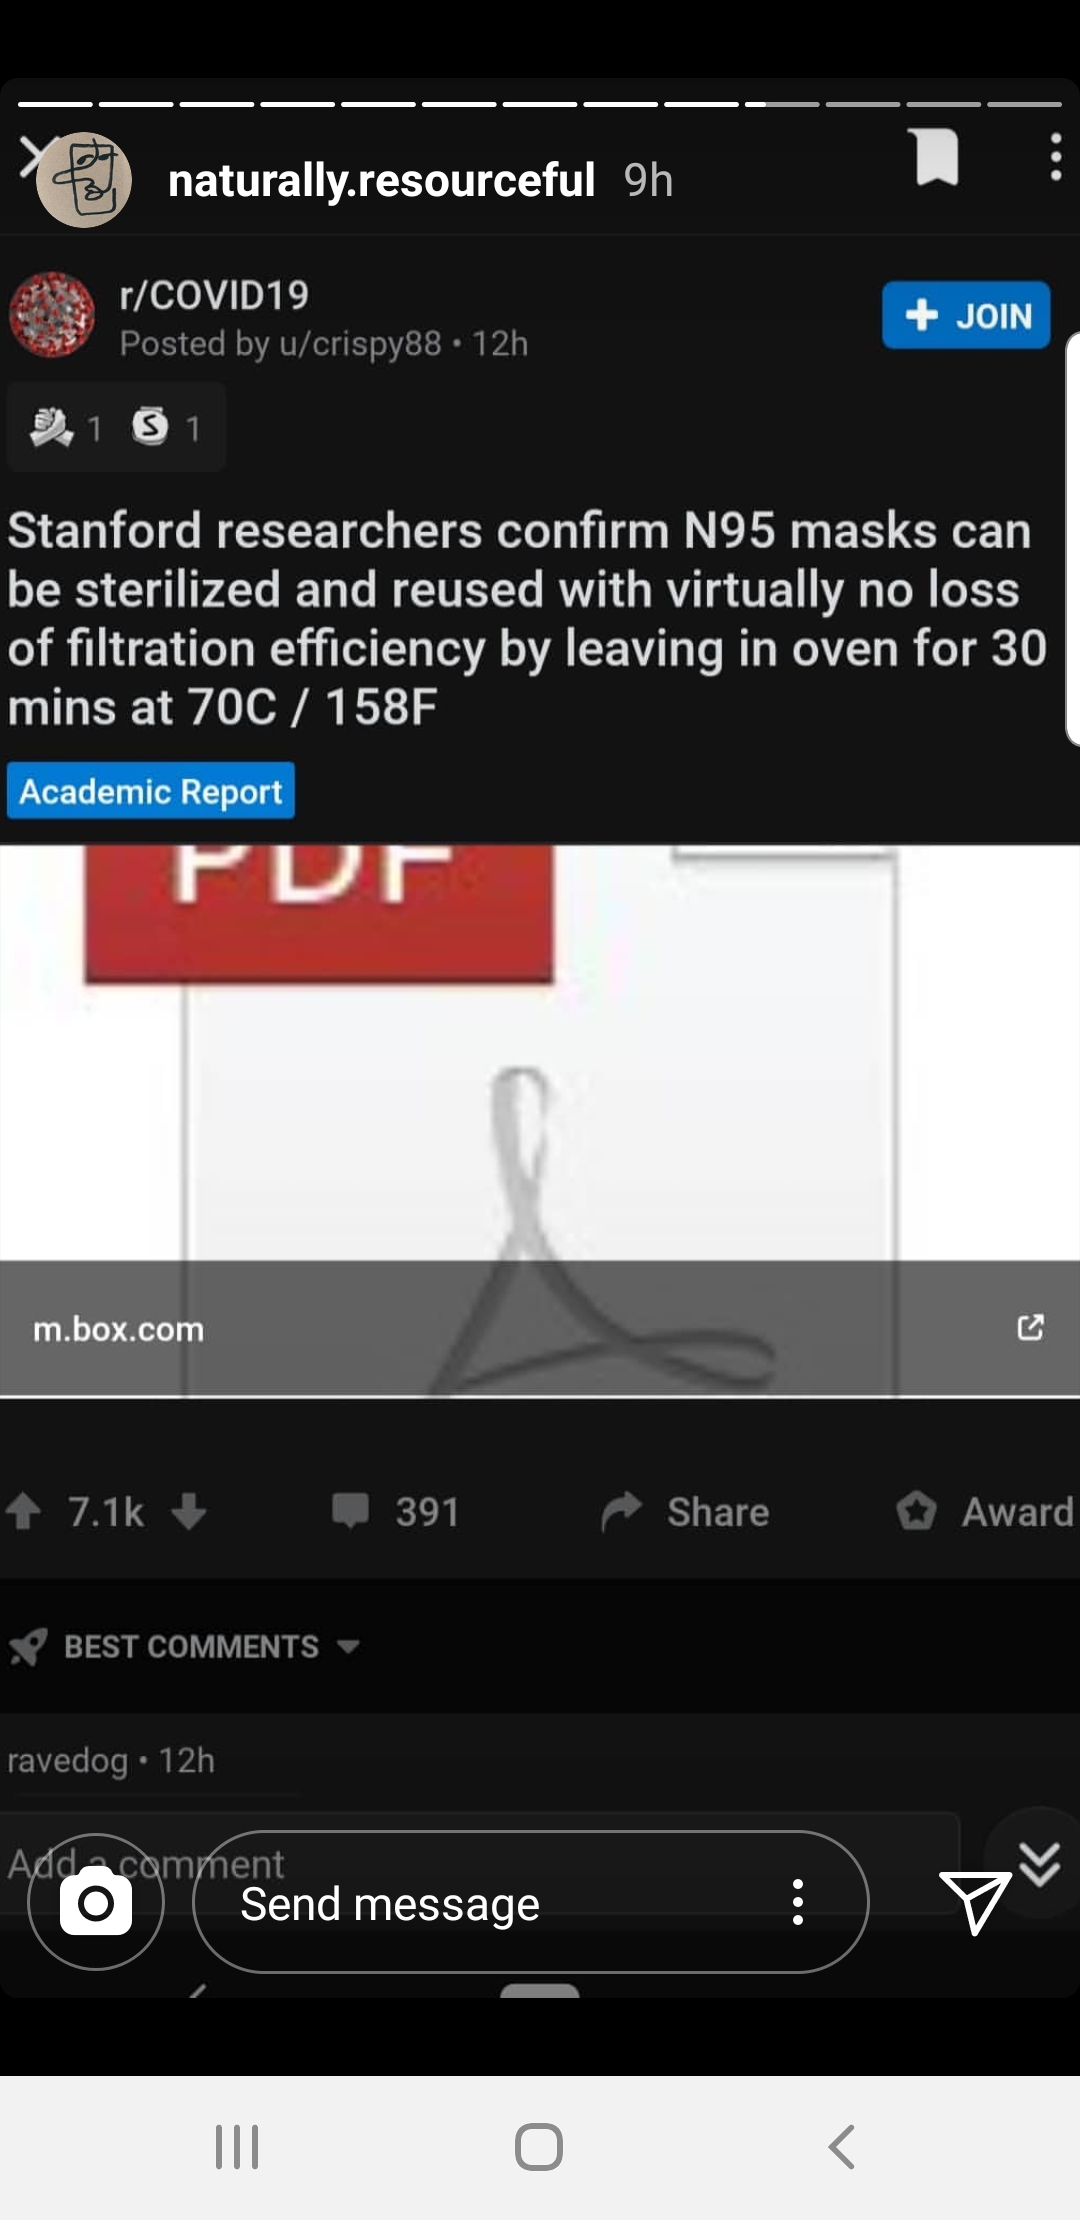 naturally.resourceful 9h
r/COVID19
Posted by u/crispy88 • 12h
+ JOIN
1 S 1
Stanford researchers confirm N95 masks can
be sterilized and reused with virtually no loss
of filtration efficiency by leaving in oven for 30
mins at 70C / 158F
Academic Report
PDF
m.box.com
7.1k 391 Share Award
BEST COMMENTS
ravedog • 12h
Add a comment
Send message